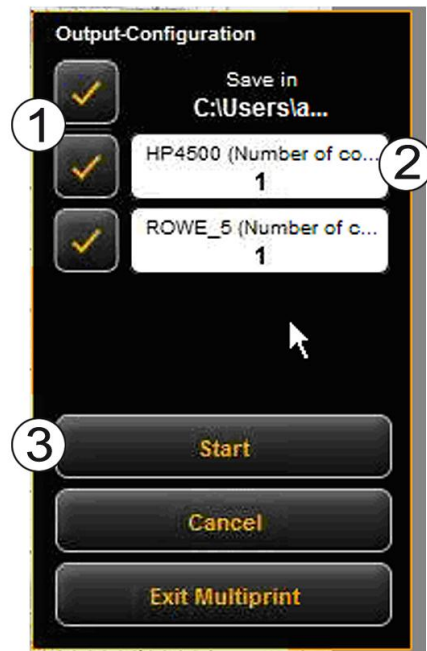 Output-Configuration
Save in
C:\Users\a...
1
HP4500 (Number of co...
2
1
ROWE_5 (Number of c...
1
3
Start
Cancel
Exit Multiprint